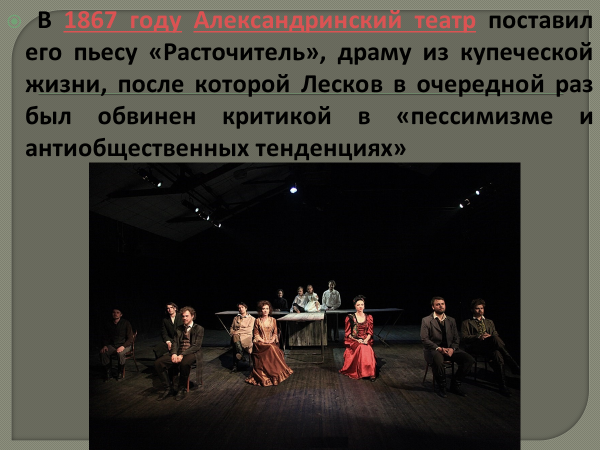 В 1867 году Александринский театр поставил
его пьесу «Расточитель», драму из купеческой
жизни, после которой Лесков в очередной раз
был обвинен критикой в «пессимизме и
антиобщественных тенденциях»